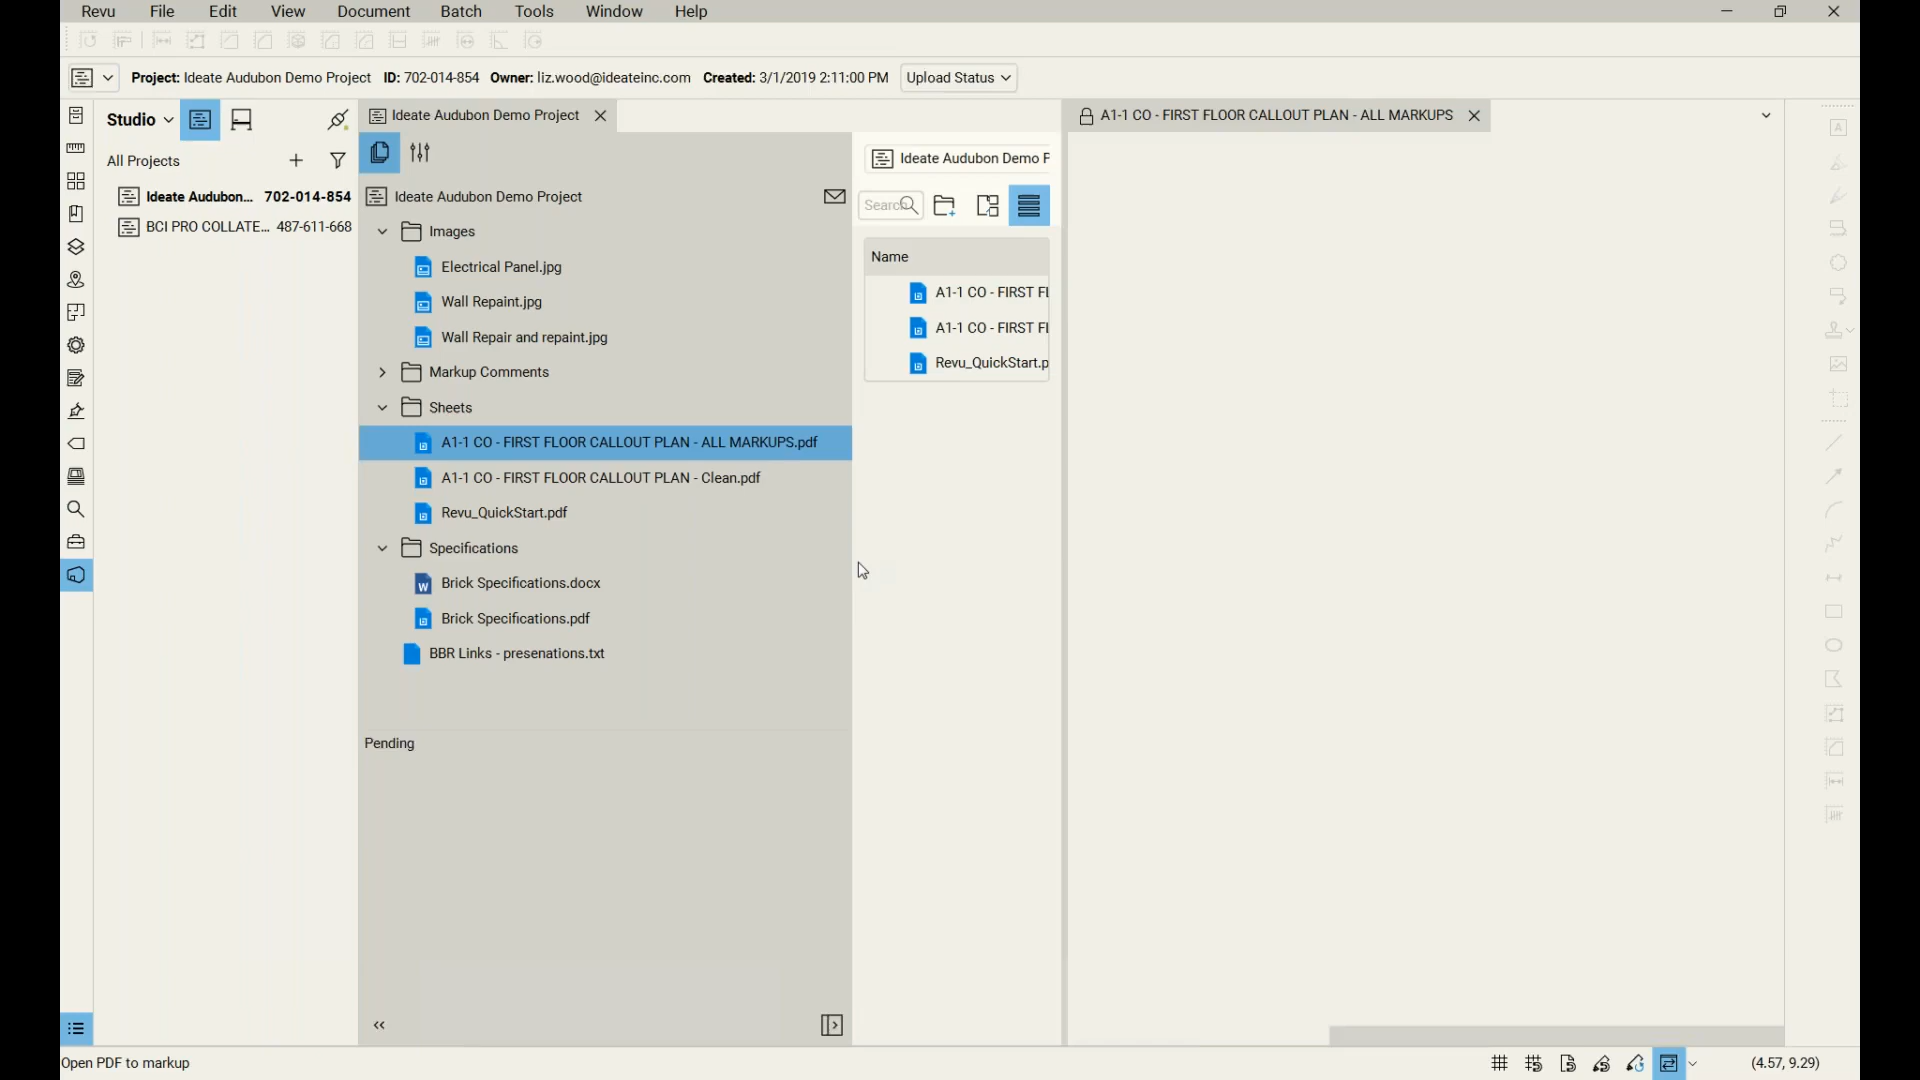 Revu File Edit View Document Batch Tools Window Help
Project: Ideate Audubon Demo Project ID: 702-014-854 Owner: liz.wood@ideateinc.com Created: 3/1/2019 2:11:00 PM Upload Status
Studio
Ideate Audubon Demo Project
A1-1 CO - FIRST FLOOR CALLOUT PLAN - ALL MARKUPS
All Projects
Ideate Audubon... 702-014-854
BCI PRO COLLATE... 487-611-668
Ideate Audubon Demo Project
Images
Electrical Panel.jpg
Wall Repaint.jpg
Wall Repair and repaint.jpg
Markup Comments
Sheets
A1-1 CO - FIRST FLOOR CALLOUT PLAN - ALL MARKUPS.pdf
A1-1 CO - FIRST FLOOR CALLOUT PLAN - Clean.pdf
Revu_QuickStart.pdf
Specifications
Brick Specifications.docx
Brick Specifications.pdf
BBR Links - presenations.txt
Pending
Ideate Audubon Demo P
Search
Name
A1-1 CO - FIRST FL
A1-1 CO - FIRST FL
Revu_QuickStart.p
Open PDF to markup
(4.57, 9.29)